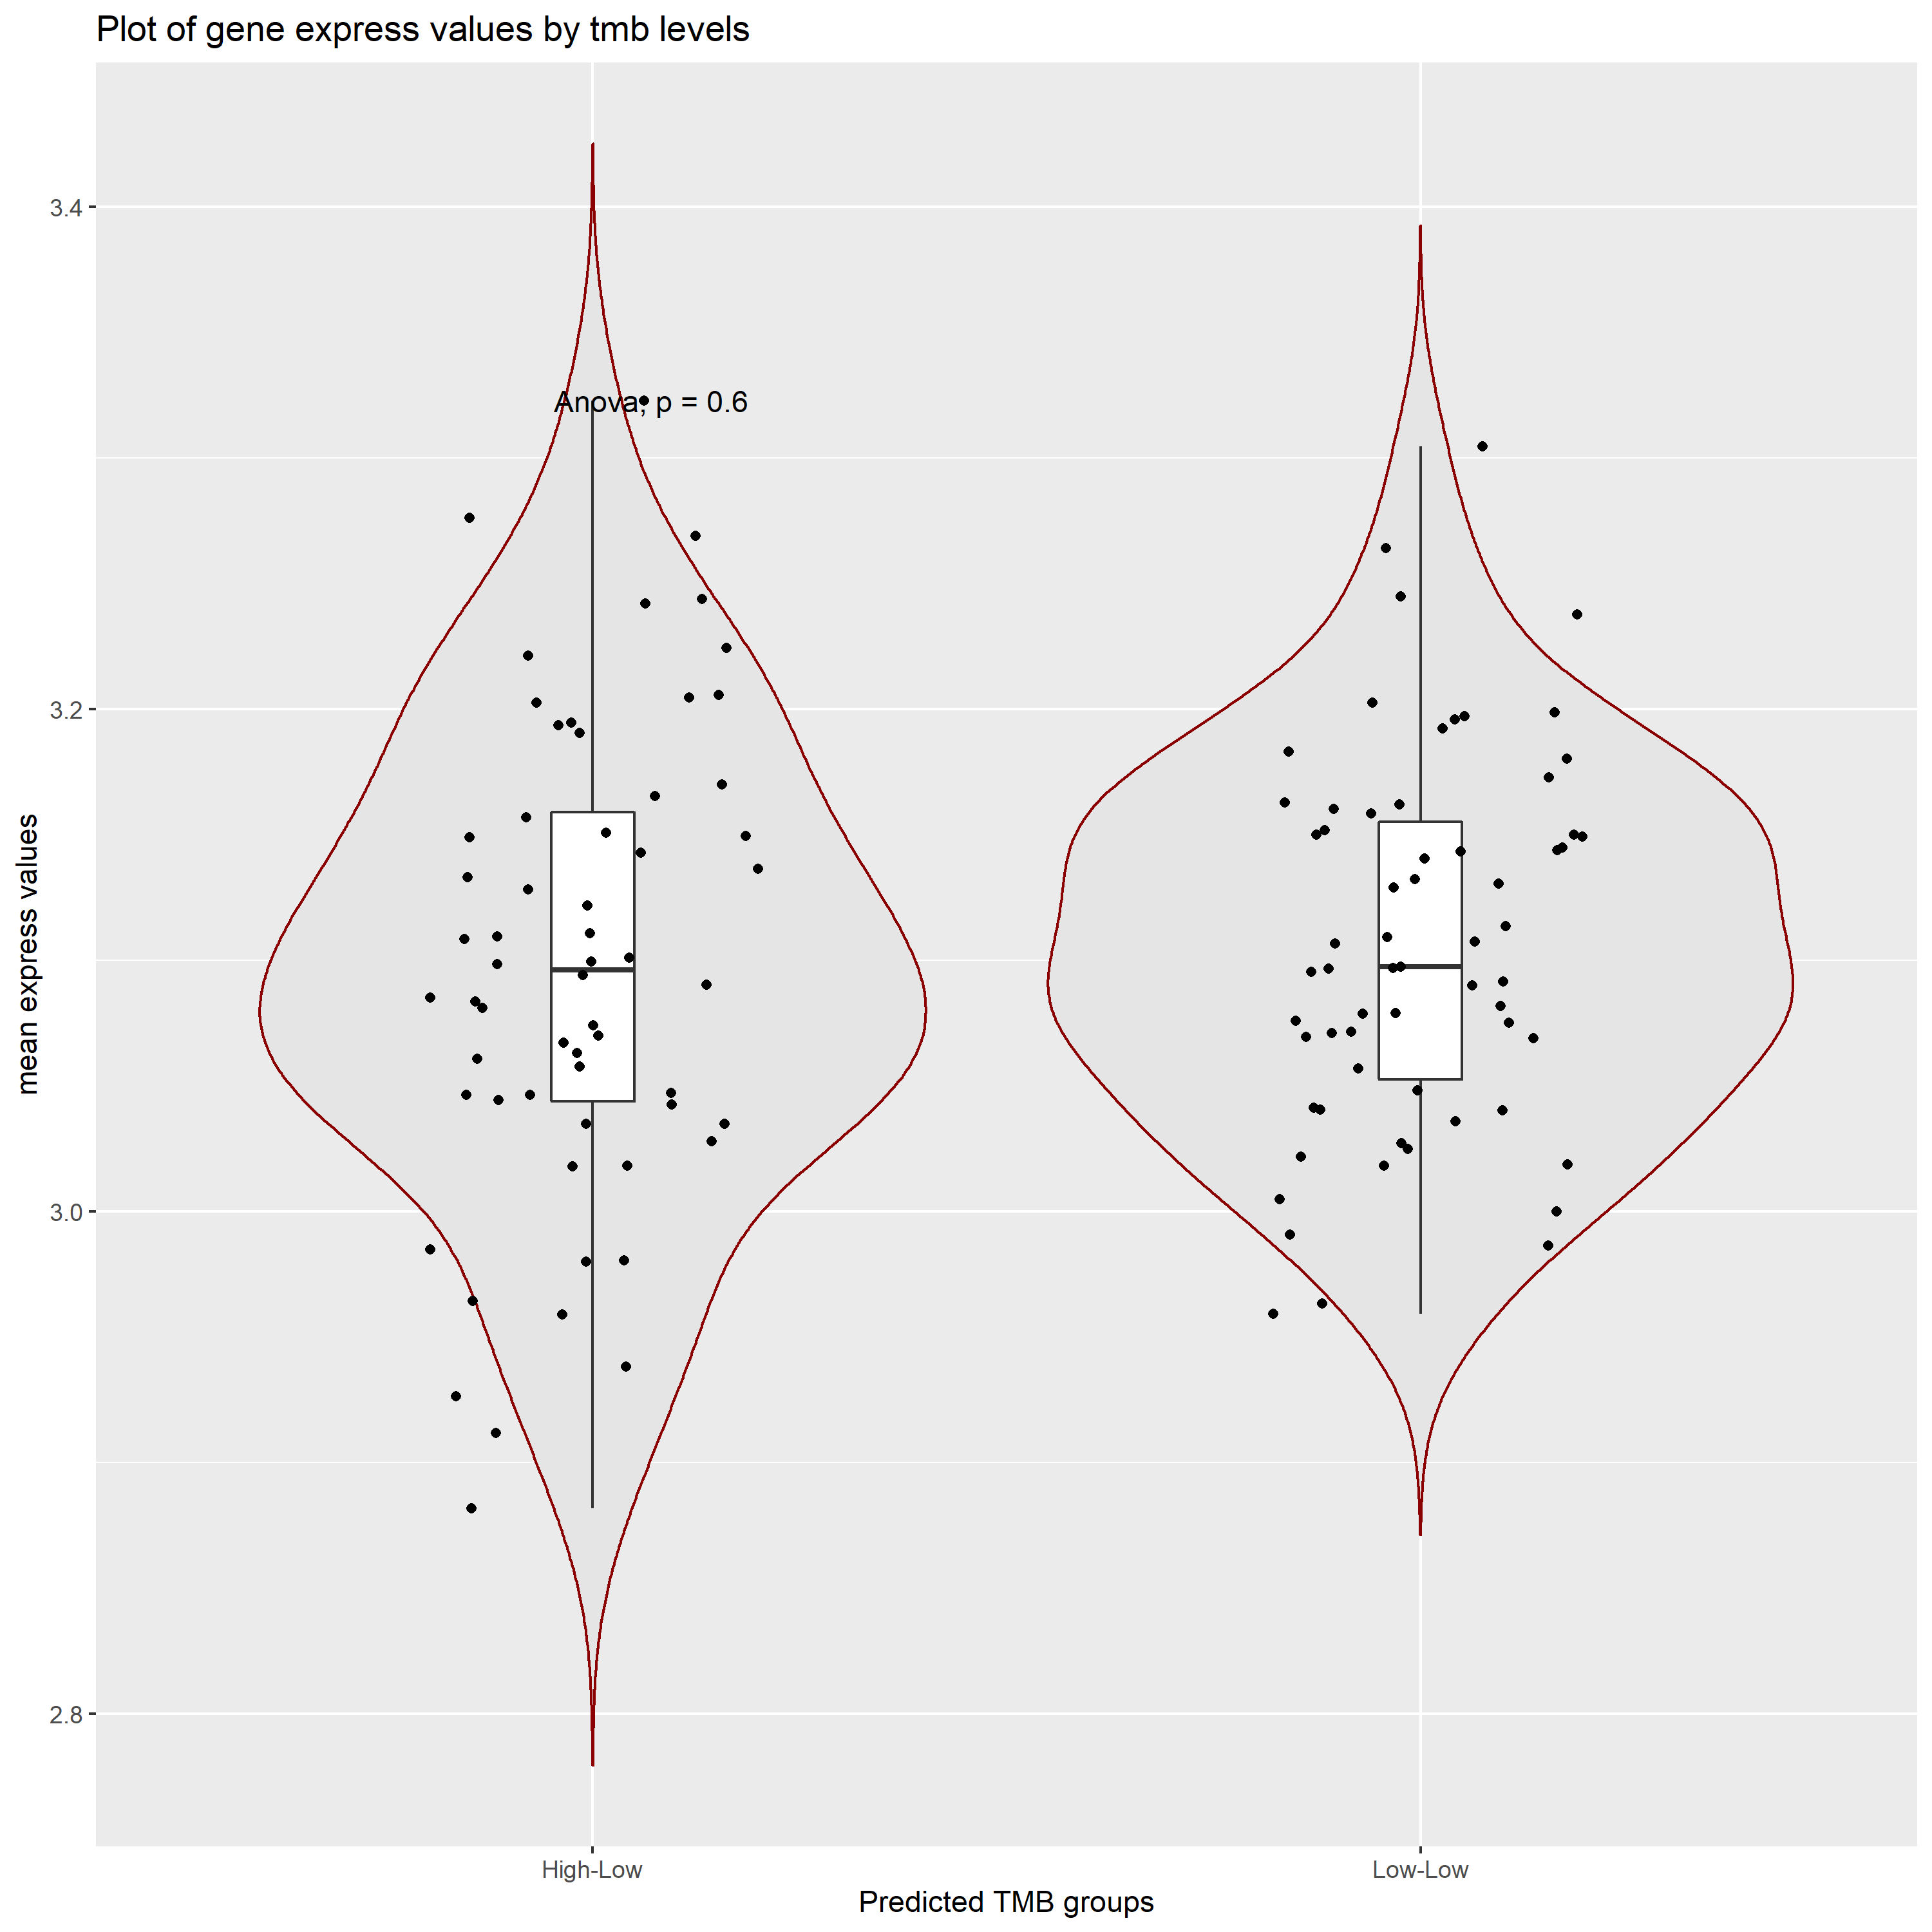 Plot of gene express values by tmb levels
mean express values
3.4
3.2
3.0
2.8
Anova, p = 0.6
High-Low
Low-Low
Predicted TMB groups